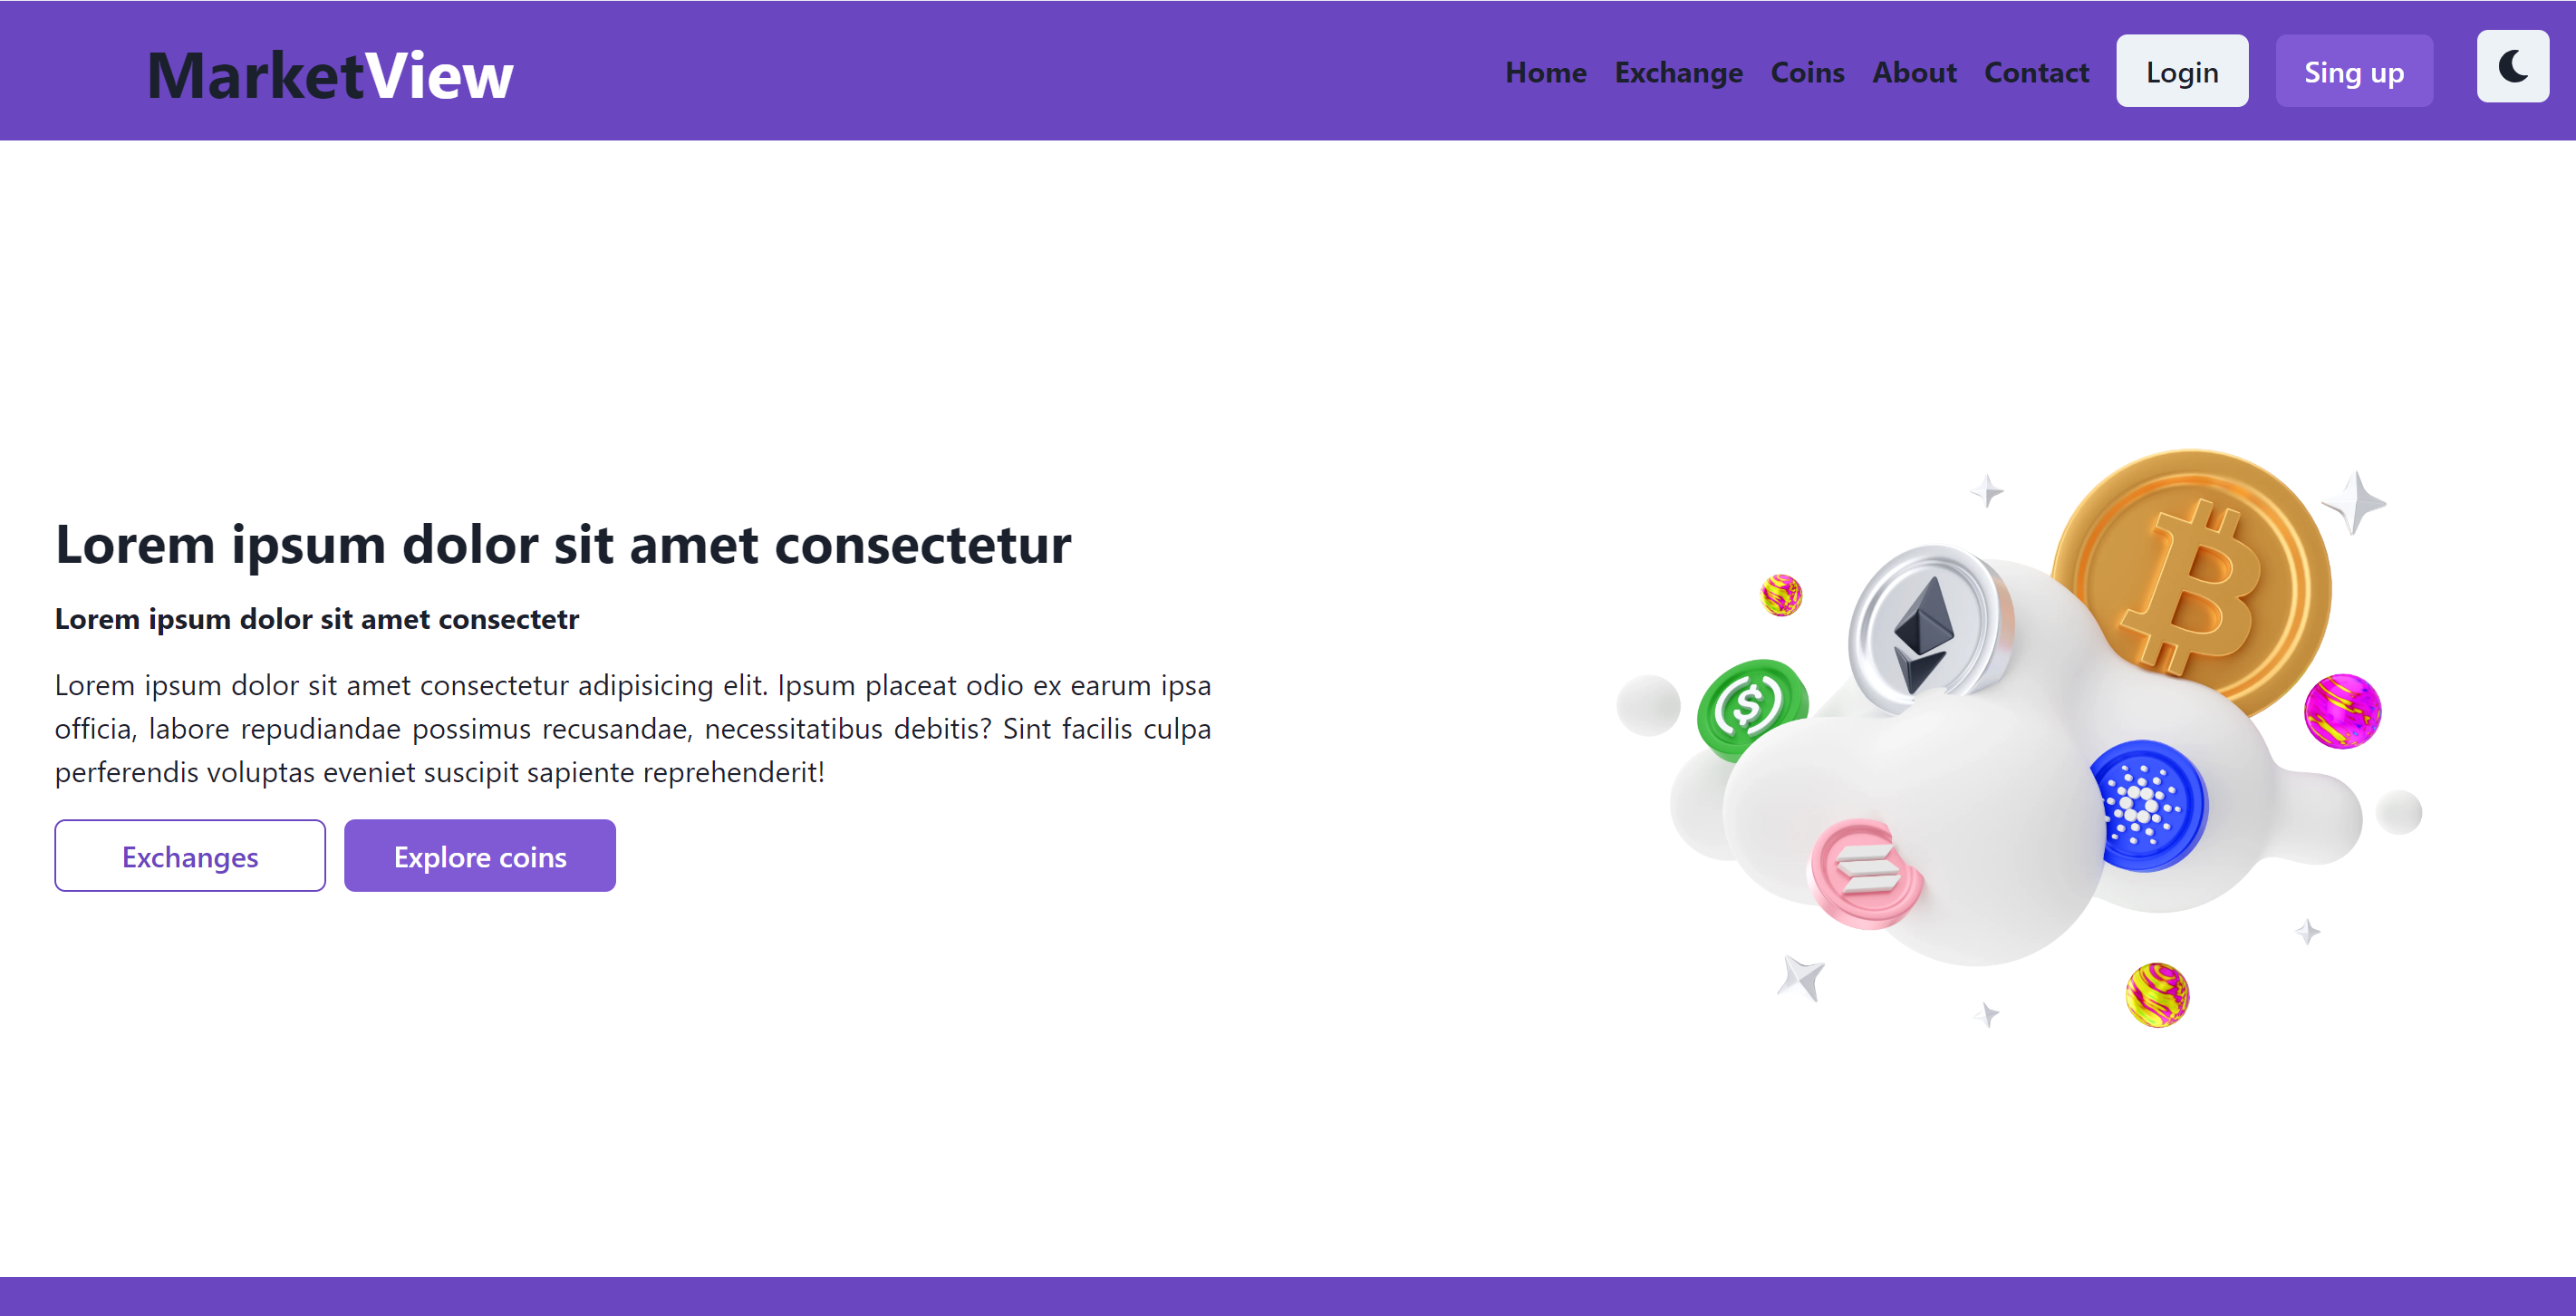 MarketView
Home Exchange Coins About Contact Login Sing up
Lorem ipsum dolor sit amet consectetur
Lorem ipsum dolor sit amet consectetr
Lorem ipsum dolor sit amet consectetur adipisicing elit. Ipsum placeat odio ex earum ipsa
officia, labore repudiandae possimus recusandae, necessitatibus debitis? Sint facilis culpa
perferendis voluptas eveniet suscipit sapiente reprehenderit!
Exchanges Explore coins